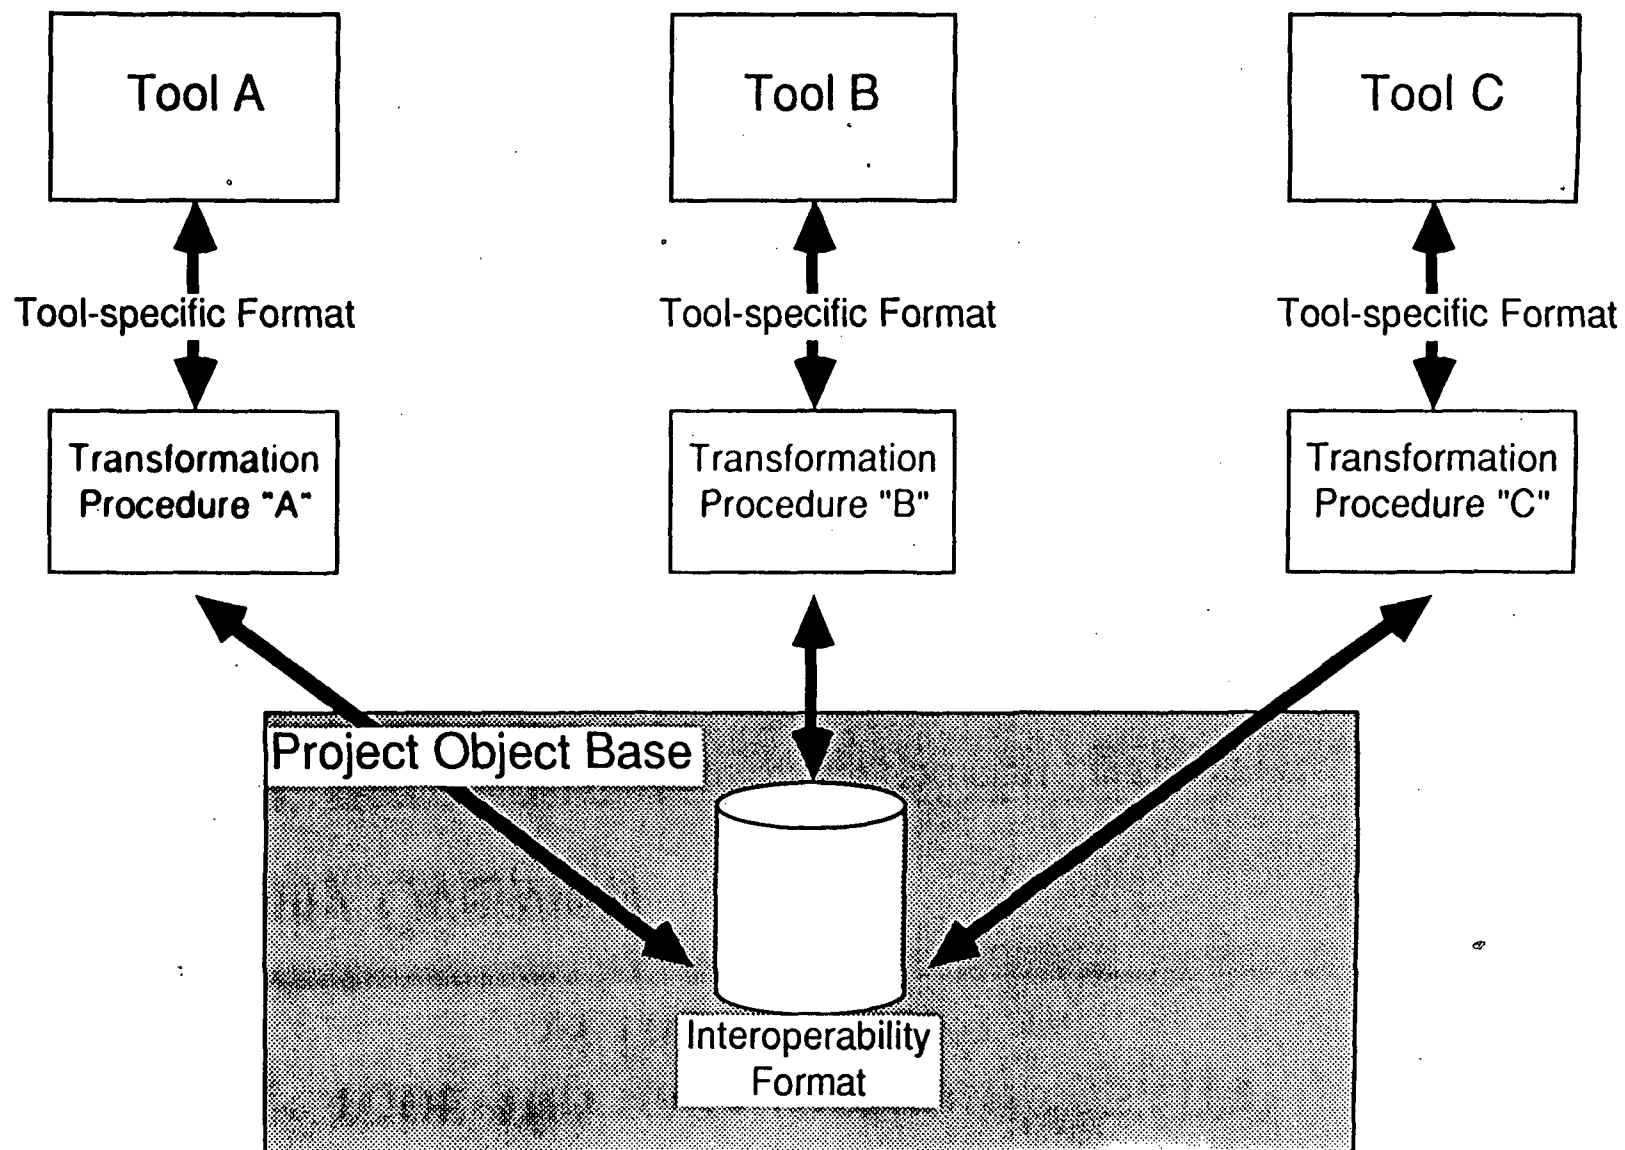 Tool A
Tool B
Tool C
Tool-specific Format
Tool-specific Format
Tool-specific Format
Transformation
Procedure "A"
Transformation
Procedure "B"
Transformation
Procedure "C"
Project Object Base
Interoperability
Format